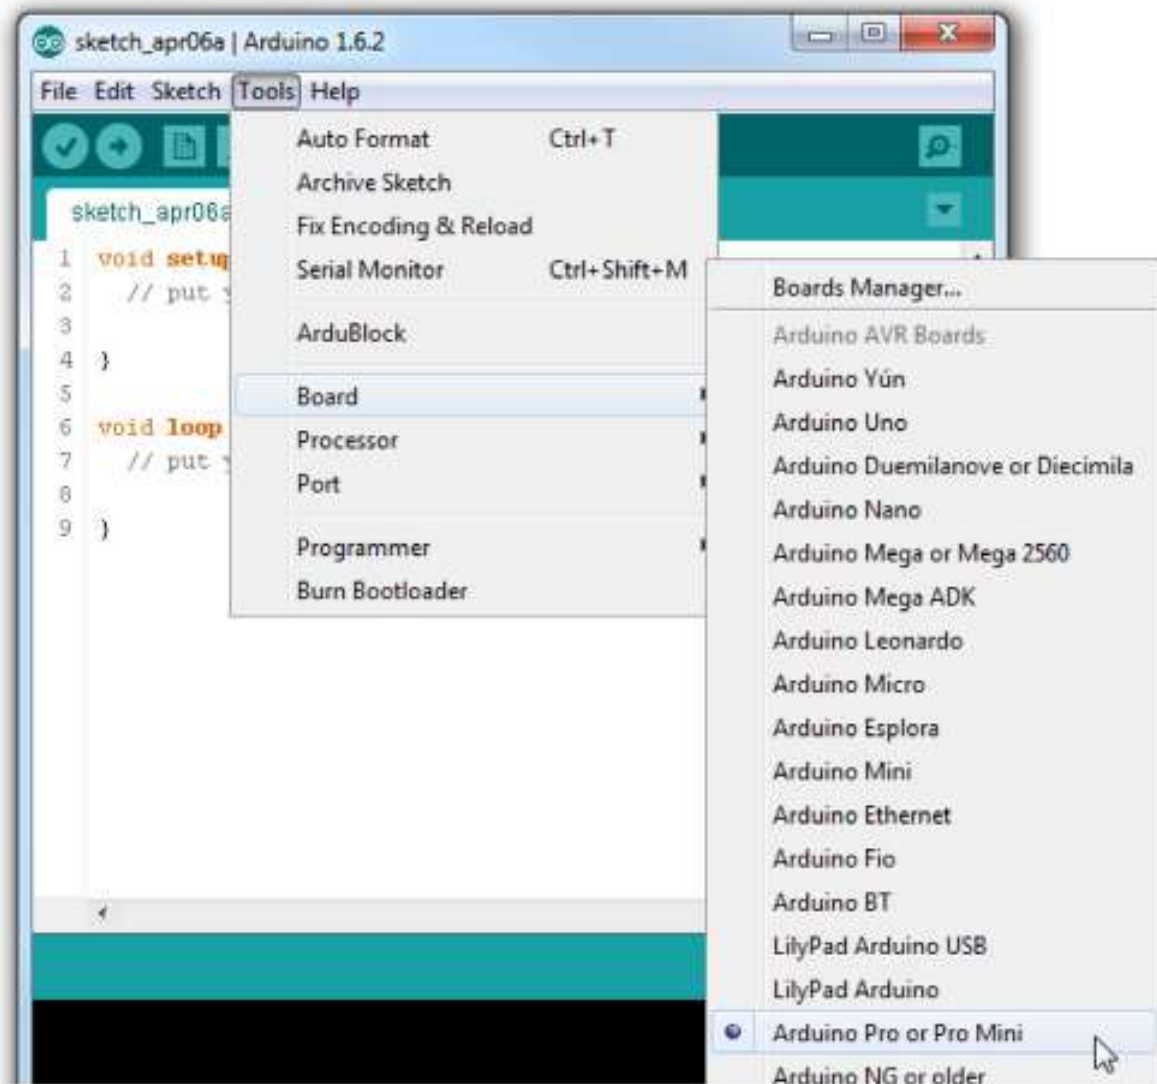 sketch_apr06a | Arduino 1.6.2
File Edit Sketch Tools Help
sketch_apr06a
1 void setup
2 // put
3
4 }
5
6 void loop
7 // put
8
9 }
Auto Format Ctrl+T
Archive Sketch
Fix Encoding & Reload
Serial Monitor Ctrl+Shift+M
ArduBlock
Board
Processor
Port
Programmer
Burn Bootloader
Boards Manager...
Arduino AVR Boards
Arduino Yún
Arduino Uno
Arduino Duemilanove or Diecimila
Arduino Nano
Arduino Mega or Mega 2560
Arduino Mega ADK
Arduino Leonardo
Arduino Micro
Arduino Esplora
Arduino Mini
Arduino Ethernet
Arduino Fio
Arduino BT
LilyPad Arduino USB
LilyPad Arduino
Arduino Pro or Pro Mini
Arduino NG or older